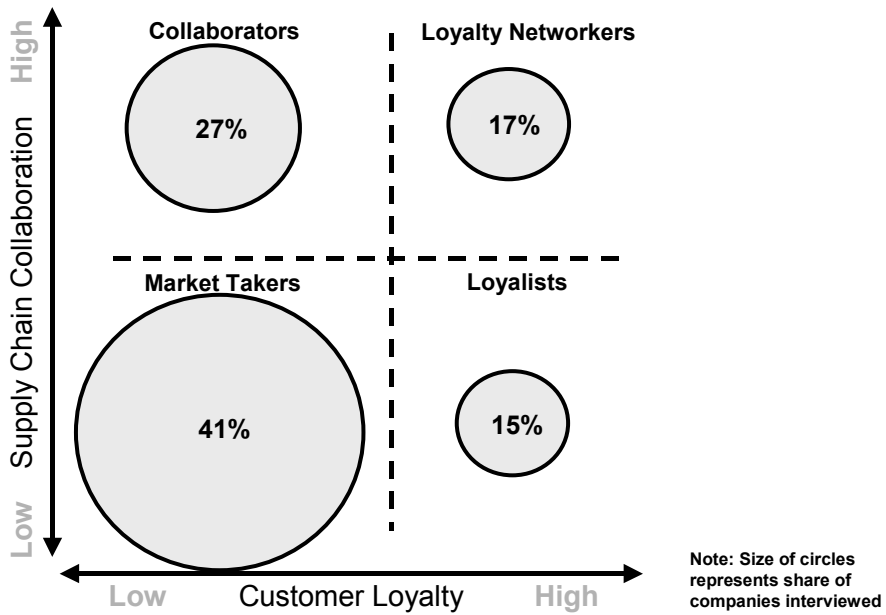 Collaborators
Loyalty Networkers
27%
17%
Market Takers
Loyalists
41%
15%
High
Supply Chain Collaboration
Low
Low
Customer Loyalty
High
Note: Size of circles
represents share of
companies interviewed